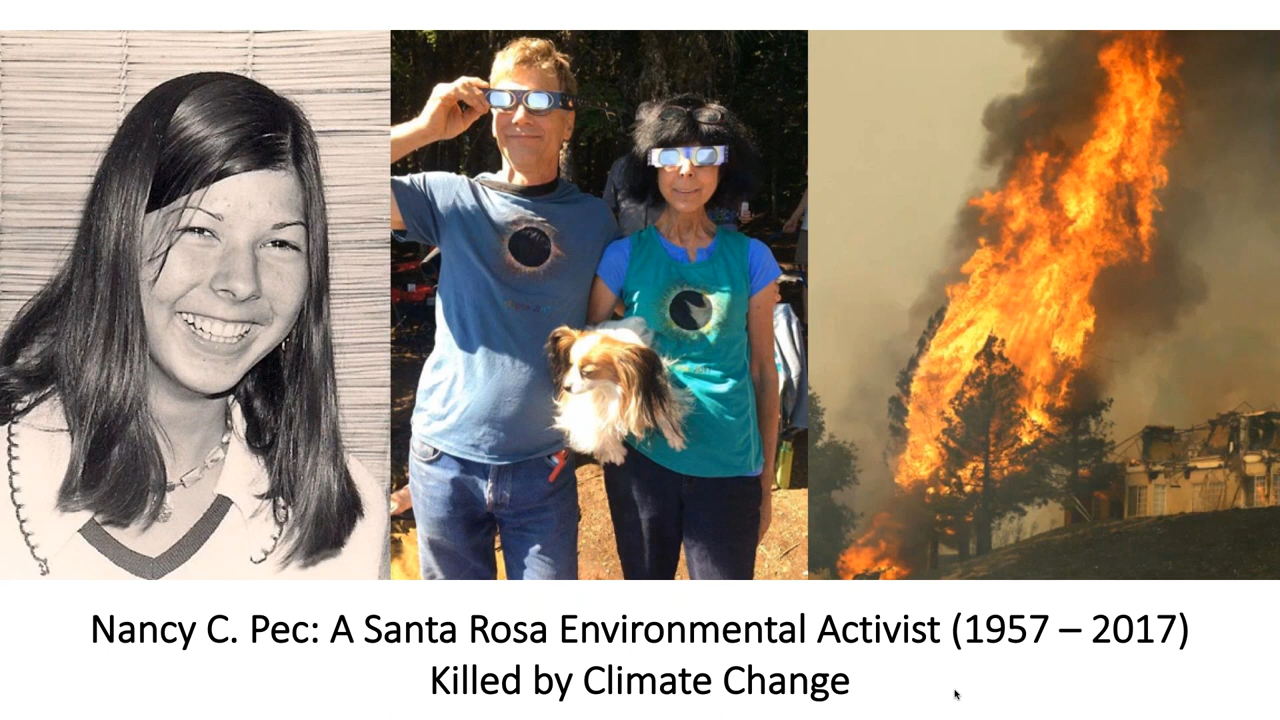 Nancy C. Pec: A Santa Rosa Environmental Activist (1957 – 2017)
Killed by Climate Change